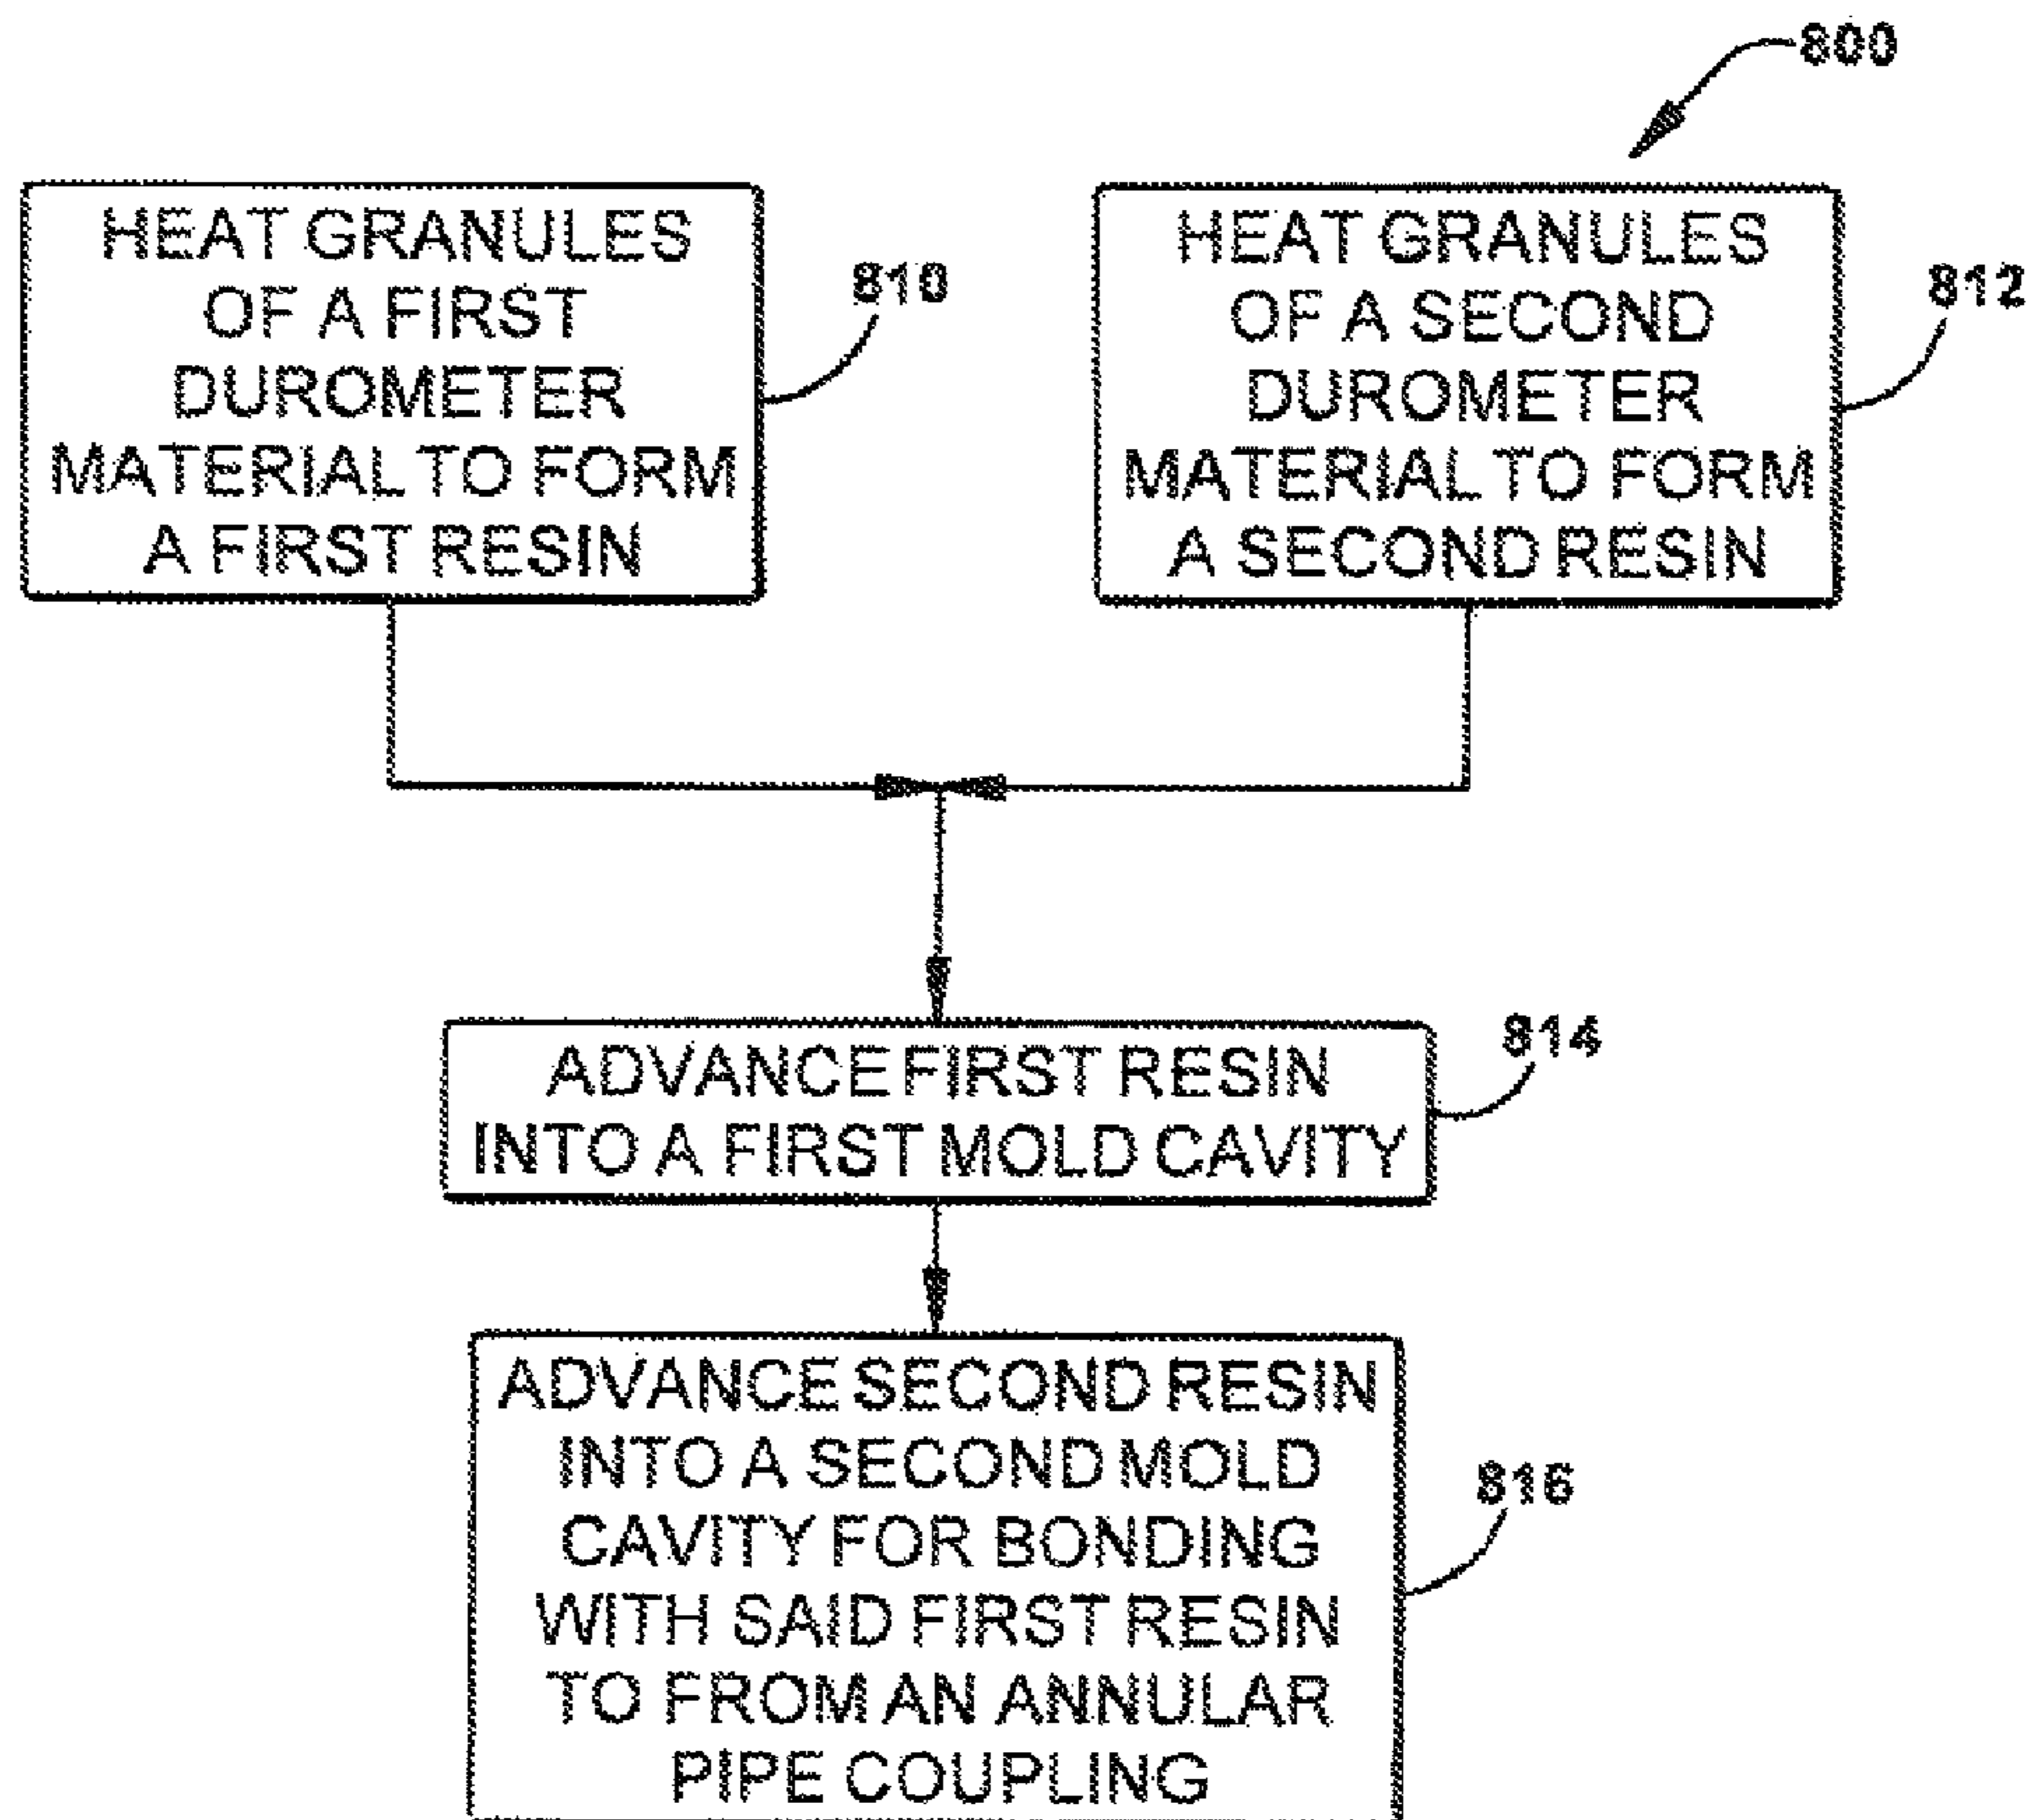 800
HEAT GRANULES
OF A FIRST
DUROMETER
MATERIAL TO FORM
A FIRST RESIN
810
HEAT GRANULES
OF A SECOND
DUROMETER
MATERIAL TO FORM
A SECOND RESIN
812
ADVANCE FIRST RESIN
INTO A FIRST MOLD CAVITY
814
ADVANCE SECOND RESIN
INTO A SECOND MOLD
CAVITY FOR BONDING
WITH SAID FIRST RESIN
TO FROM AN ANNULAR
PIPE COUPLING
816